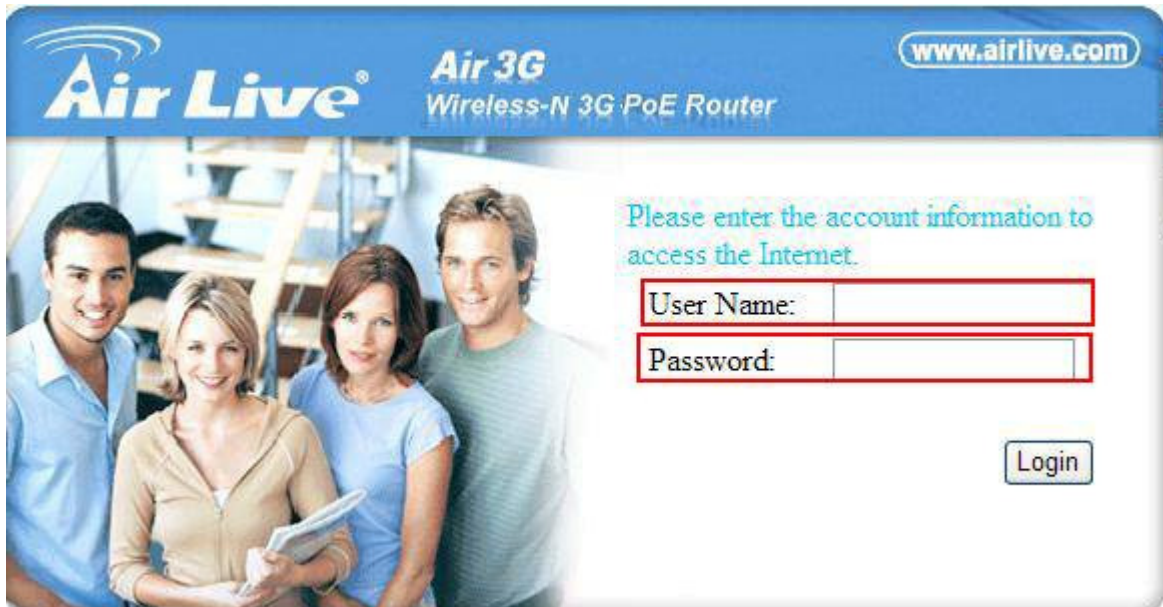 Air Live®
Air 3G
Wireless-N 3G PoE Router
www.airlive.com
Please enter the account information to
access the Internet.
User Name:
Password:
Login